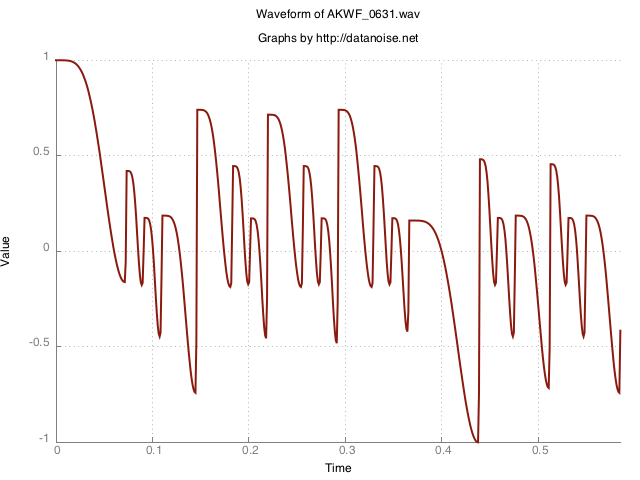 Waveform of AKWF_0631.wav
Graphs by http://datanoise.net
1
0.5
0
-0.5
-1
Value
0 0.1 0.2 0.3 0.4 0.5
Time